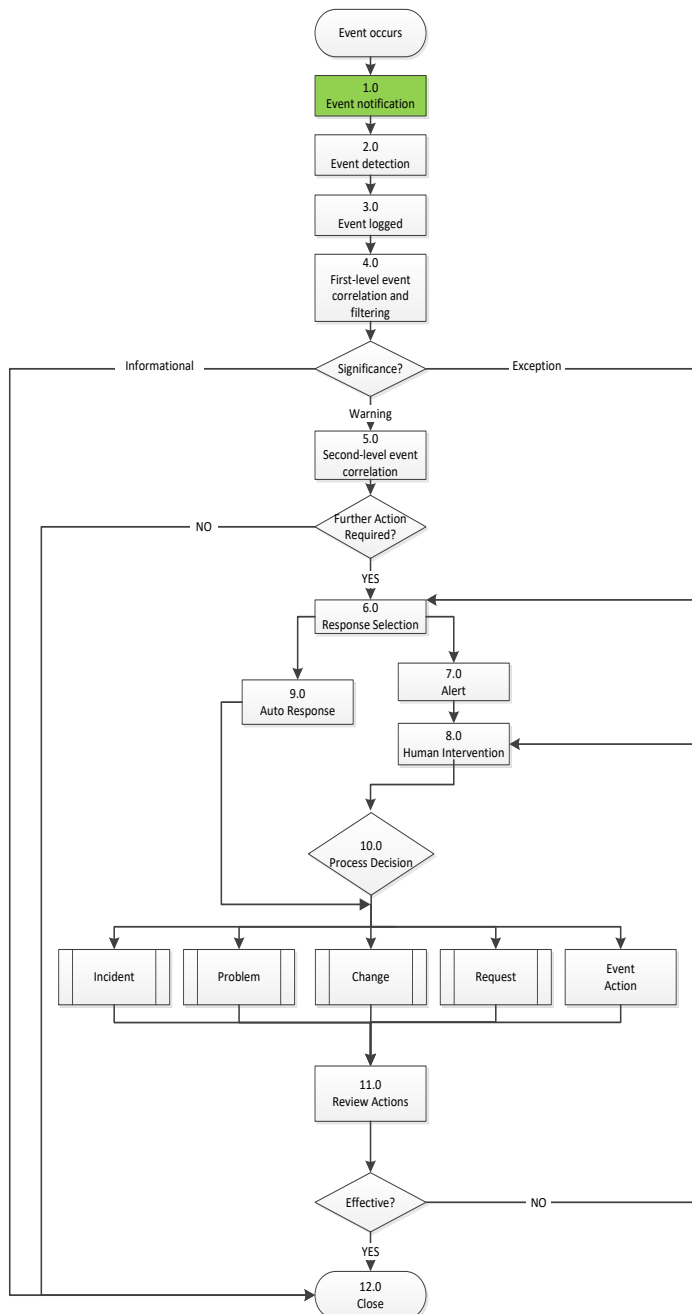 Event occurs
1.0
Event notification
2.0
Event detection
3.0
Event logged
4.0
First-level event
correlation and
filtering
Informational
Significance?
Exception
Warning
5.0
Second-level event
correlation
NO
Further Action
Required?
YES
6.0
Response Selection
7.0
Alert
9.0
Auto Response
8.0
Human Intervention
10.0
Process Decision
Incident
Problem
Change
Request
Event
Action
11.0
Review Actions
Effective?
NO
YES
12.0
Close